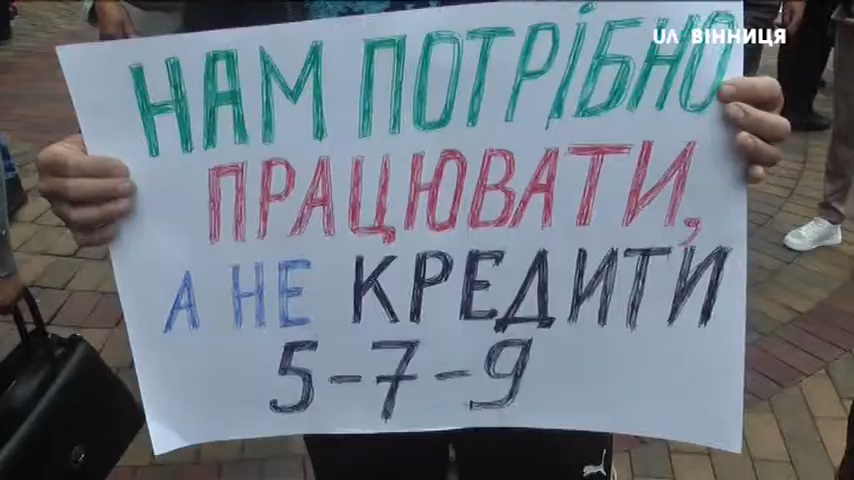 UA ВІННИЦЯ
НАМ ПОТРІБНО
ПРАЦЮВАТИ,
А НЕ КРЕДИТИ
5-7-9